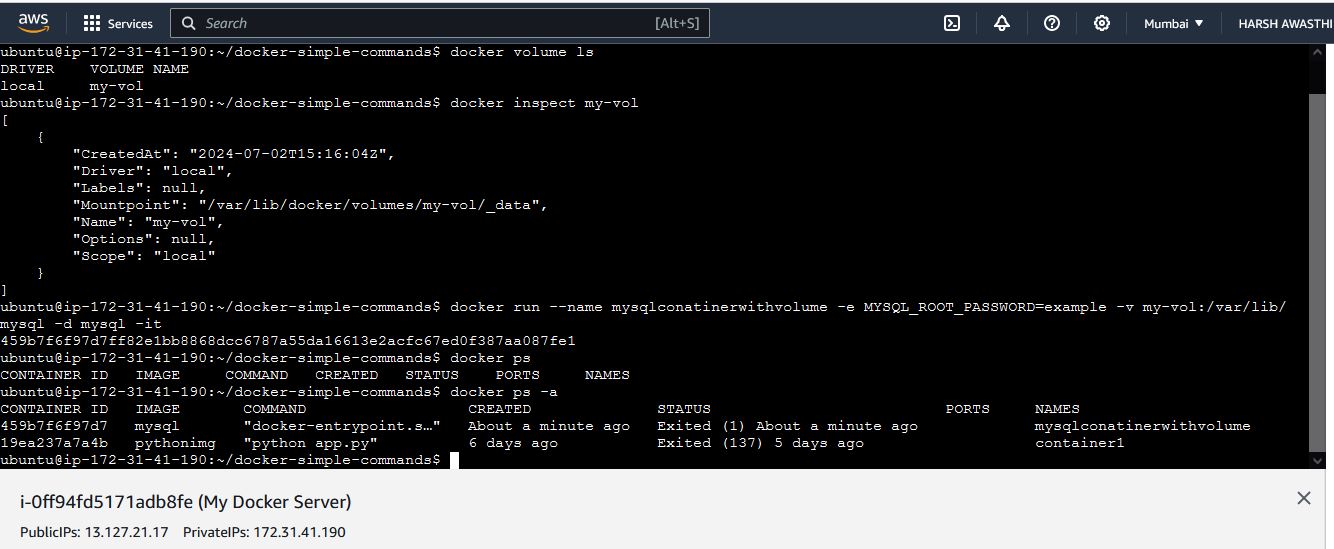 aws Services Search [Alt+S] Mumbai HARSH AWASTHI
ubuntu@ip-172-31-41-190:~/docker-simple-commands$ docker volume ls
DRIVER    VOLUME NAME
local     my-vol
ubuntu@ip-172-31-41-190:~/docker-simple-commands$ docker inspect my-vol
[
    {
        "CreatedAt": "2024-07-02T15:16:04Z",
        "Driver": "local",
        "Labels": null,
        "Mountpoint": "/var/lib/docker/volumes/my-vol/_data",
        "Name": "my-vol",
        "Options": null,
        "Scope": "local"
    }
]
ubuntu@ip-172-31-41-190:~/docker-simple-commands$ docker run --name mysqlconatinerwithvolume -e MYSQL_ROOT_PASSWORD=example -v my-vol:/var/lib/
mysql -d mysql -it
459b7f6f97d7ff82e1bb8868dcc6787a55da16613e2acfc67ed0f387aa087fe1
ubuntu@ip-172-31-41-190:~/docker-simple-commands$ docker ps
CONTAINER ID   IMAGE     COMMAND   CREATED   STATUS    PORTS     NAMES
ubuntu@ip-172-31-41-190:~/docker-simple-commands$ docker ps -a
CONTAINER ID   IMAGE       COMMAND                  CREATED              STATUS                          PORTS     NAMES
459b7f6f97d7   mysql       "docker-entrypoint.s…"   About a minute ago   Exited (1) About a minute ago             mysqlconatinerwithvolume
19ea237a7a4b   pythonimg   "python app.py"          6 days ago           Exited (137) 5 days ago                   container1
ubuntu@ip-172-31-41-190:~/docker-simple-commands$
i-0ff94fd5171adb8fe (My Docker Server)
PublicIPs: 13.127.21.17 PrivateIPs: 172.31.41.190